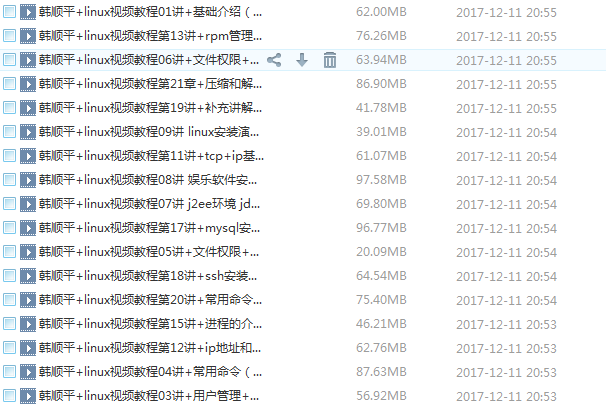 韩顺平+linux视频教程01讲+基础介绍（... 62.00MB 2017-12-11 20:55
韩顺平+linux视频教程第13讲+rpm管理... 76.26MB 2017-12-11 20:55
韩顺平+linux视频教程06讲+文件权限+... 63.94MB 2017-12-11 20:55
韩顺平+linux视频教程第21章+压缩和解... 86.90MB 2017-12-11 20:55
韩顺平+linux视频教程第19讲+补充讲解... 41.78MB 2017-12-11 20:55
韩顺平+linux视频教程09讲 linux安装演... 39.01MB 2017-12-11 20:54
韩顺平+linux视频教程第11讲+tcp+ip基... 61.07MB 2017-12-11 20:54
韩顺平+linux视频教程08讲 娱乐软件安... 97.58MB 2017-12-11 20:54
韩顺平+linux视频教程07讲 j2ee环境 jd... 69.80MB 2017-12-11 20:54
韩顺平+linux视频教程第17讲+mysql安... 96.77MB 2017-12-11 20:54
韩顺平+linux视频教程05讲+文件权限+... 20.09MB 2017-12-11 20:54
韩顺平+linux视频教程第18讲+ssh安装... 64.54MB 2017-12-11 20:54
韩顺平+linux视频教程第20讲+常用命令... 75.40MB 2017-12-11 20:54
韩顺平+linux视频教程第15讲+进程的介... 46.21MB 2017-12-11 20:53
韩顺平+linux视频教程第12讲+ip地址和... 62.76MB 2017-12-11 20:53
韩顺平+linux视频教程04讲+常用命令（... 87.63MB 2017-12-11 20:53
韩顺平+linux视频教程03讲+用户管理+... 56.92MB 2017-12-11 20:53